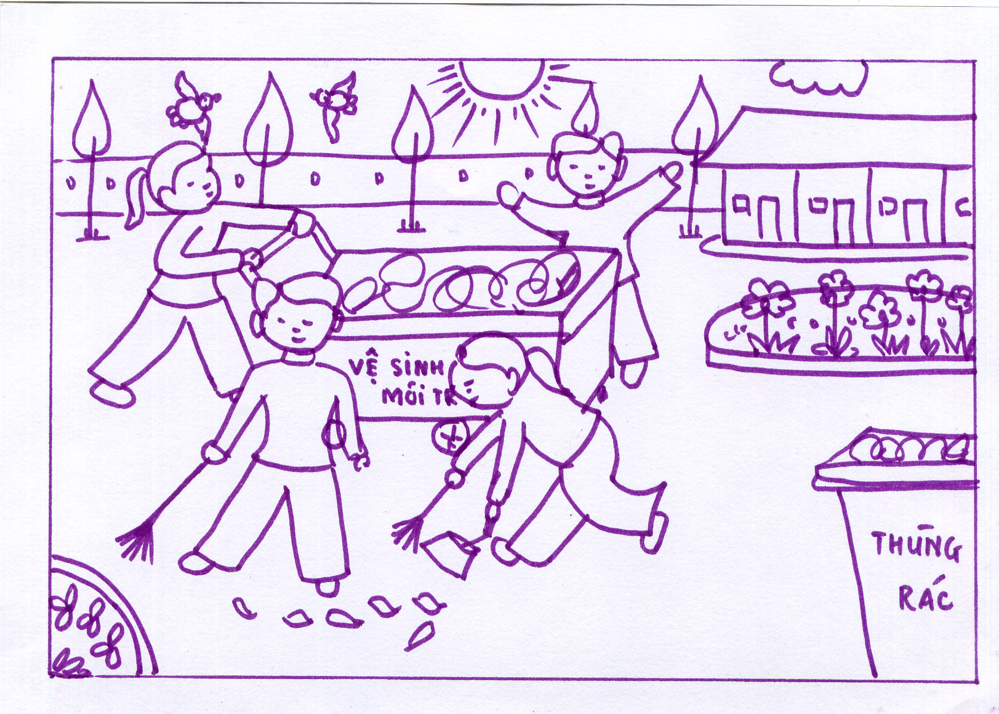 VỆ SINH
MÔI TR
THÙNG
RÁC